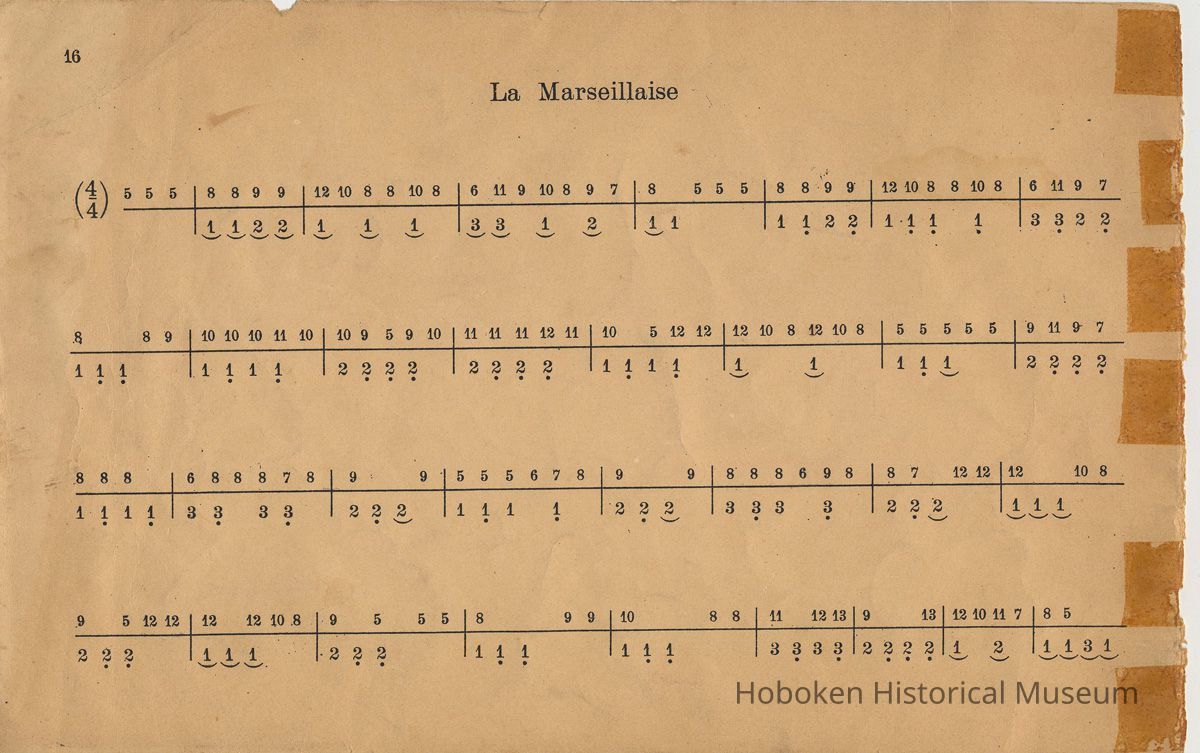 16
La Marseillaise
(4/4) 5 5 5 | 8 8 9 9 | 12 10 8 8 10 8 | 6 11 9 10 8 9 7 | 8 5 5 5 | 8 8 9 9 | 12 10 8 8 10 8 | 6 11 9 7
1 1 2 2 | 1 1 1 | 3 3 1 2 | 1 1 | 1 1 2 2 | 1 1 1 1 | 3 3 2 2
8 8 9 | 10 10 10 11 10 | 10 9 5 9 10 | 11 11 11 12 11 | 10 5 12 12 | 12 10 8 12 10 8 | 5 5 5 5 5 | 9 11 9 7
1 1 1 | 1 1 1 1 | 2 2 2 2 | 2 2 2 2 | 1 1 1 1 | 1 1 | 1 1 1 | 2 2 2 2
8 8 8 | 6 8 8 8 7 8 | 9 9 | 5 5 5 6 7 8 | 9 9 | 8 8 8 6 9 8 | 8 7 12 12 | 12 10 8
1 1 1 1 | 3 3 3 3 | 2 2 2 | 1 1 1 1 | 2 2 2 | 3 3 3 3 | 2 2 2 | 1 1 1
9 5 12 12 | 12 12 10 8 | 9 5 5 5 | 8 9 9 | 10 8 8 | 11 12 13 | 9 13 | 12 10 11 7 | 8 5
2 2 2 | 1 1 1 | 2 2 2 | 1 1 1 | 1 1 1 | 3 3 3 3 | 2 2 2 2 | 1 2 | 1 1 3 1
Hoboken Historical Museum